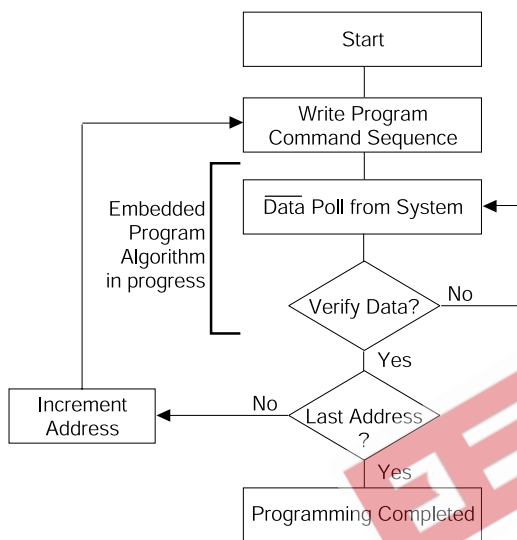 Start
Write Program
Command Sequence
Data Poll from System
Embedded
Program
Algorithm
in progress
Verify Data?
No
Yes
Increment
Address
No
Last Address
?
Yes
Programming Completed